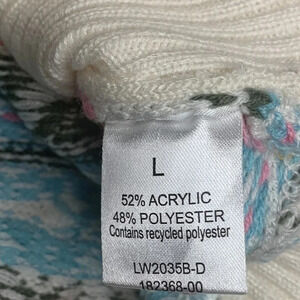 L
52% ACRYLIC
48% POLYESTER
Contains recycled polyester
LW2035B-D
182368-00